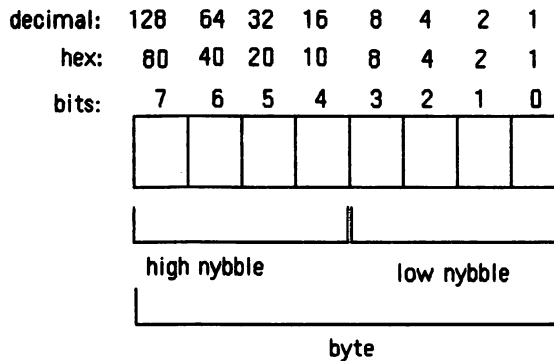 decimal: 128 64 32 16 8 4 2 1
hex: 80 40 20 10 8 4 2 1
bits: 7 6 5 4 3 2 1 0
high nybble low nybble
byte